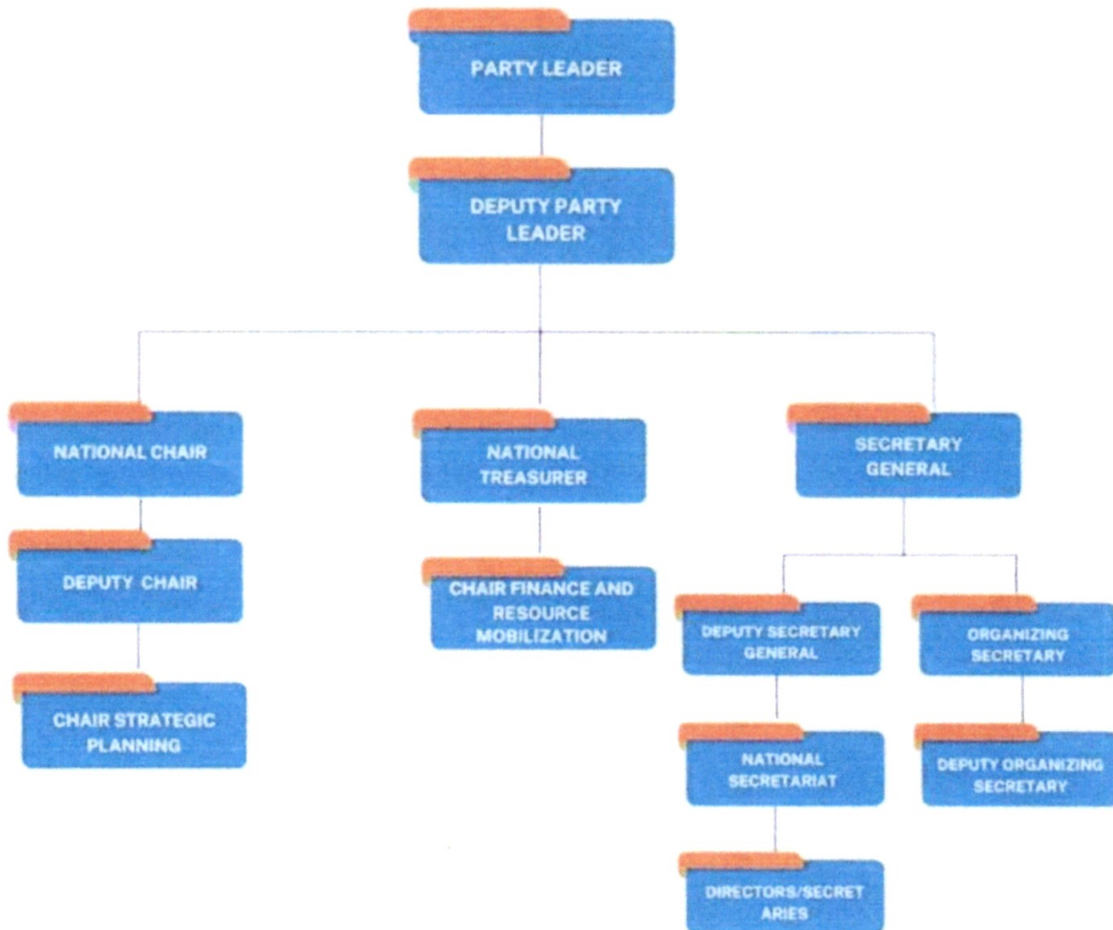 PARTY LEADER
DEPUTY PARTY
LEADER
NATIONAL CHAIR
NATIONAL
TREASURER
SECRETARY
GENERAL
DEPUTY CHAIR
CHAIR FINANCE AND
RESOURCE
MOBILIZATION
DEPUTY SECRETARY
GENERAL
ORGANIZING
SECRETARY
CHAIR STRATEGIC
PLANNING
NATIONAL
SECRETARIAT
DEPUTY ORGANIZING
SECRETARY
DIRECTORS/SECRET
ARIES